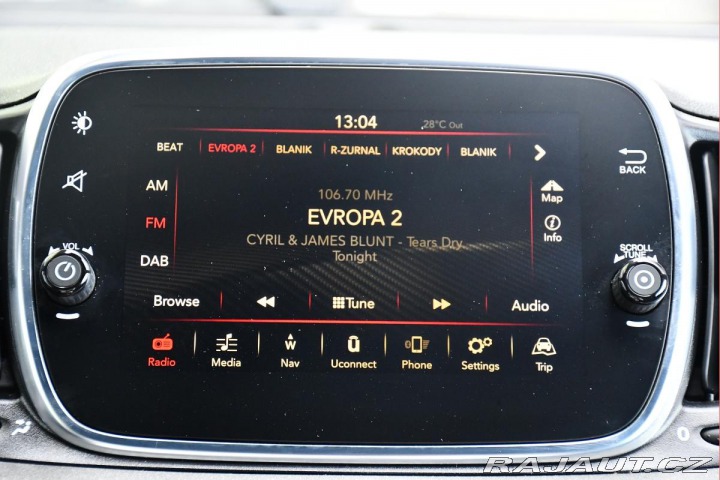 13:04 28°C Out
BEAT EVROPA 2 BLANIK R-ZURNAL KROKODY BLANIK
BACK
AM
106.70 MHz
Map
EVROPA 2
FM
CYRIL & JAMES BLUNT - Tears Dry
Tonight
Info
VOL
SCROLL
TUNE
DAB
Browse Tune Audio
Radio Media Nav Uconnect Phone Settings Trip
W
0
RAJAUT.CZ